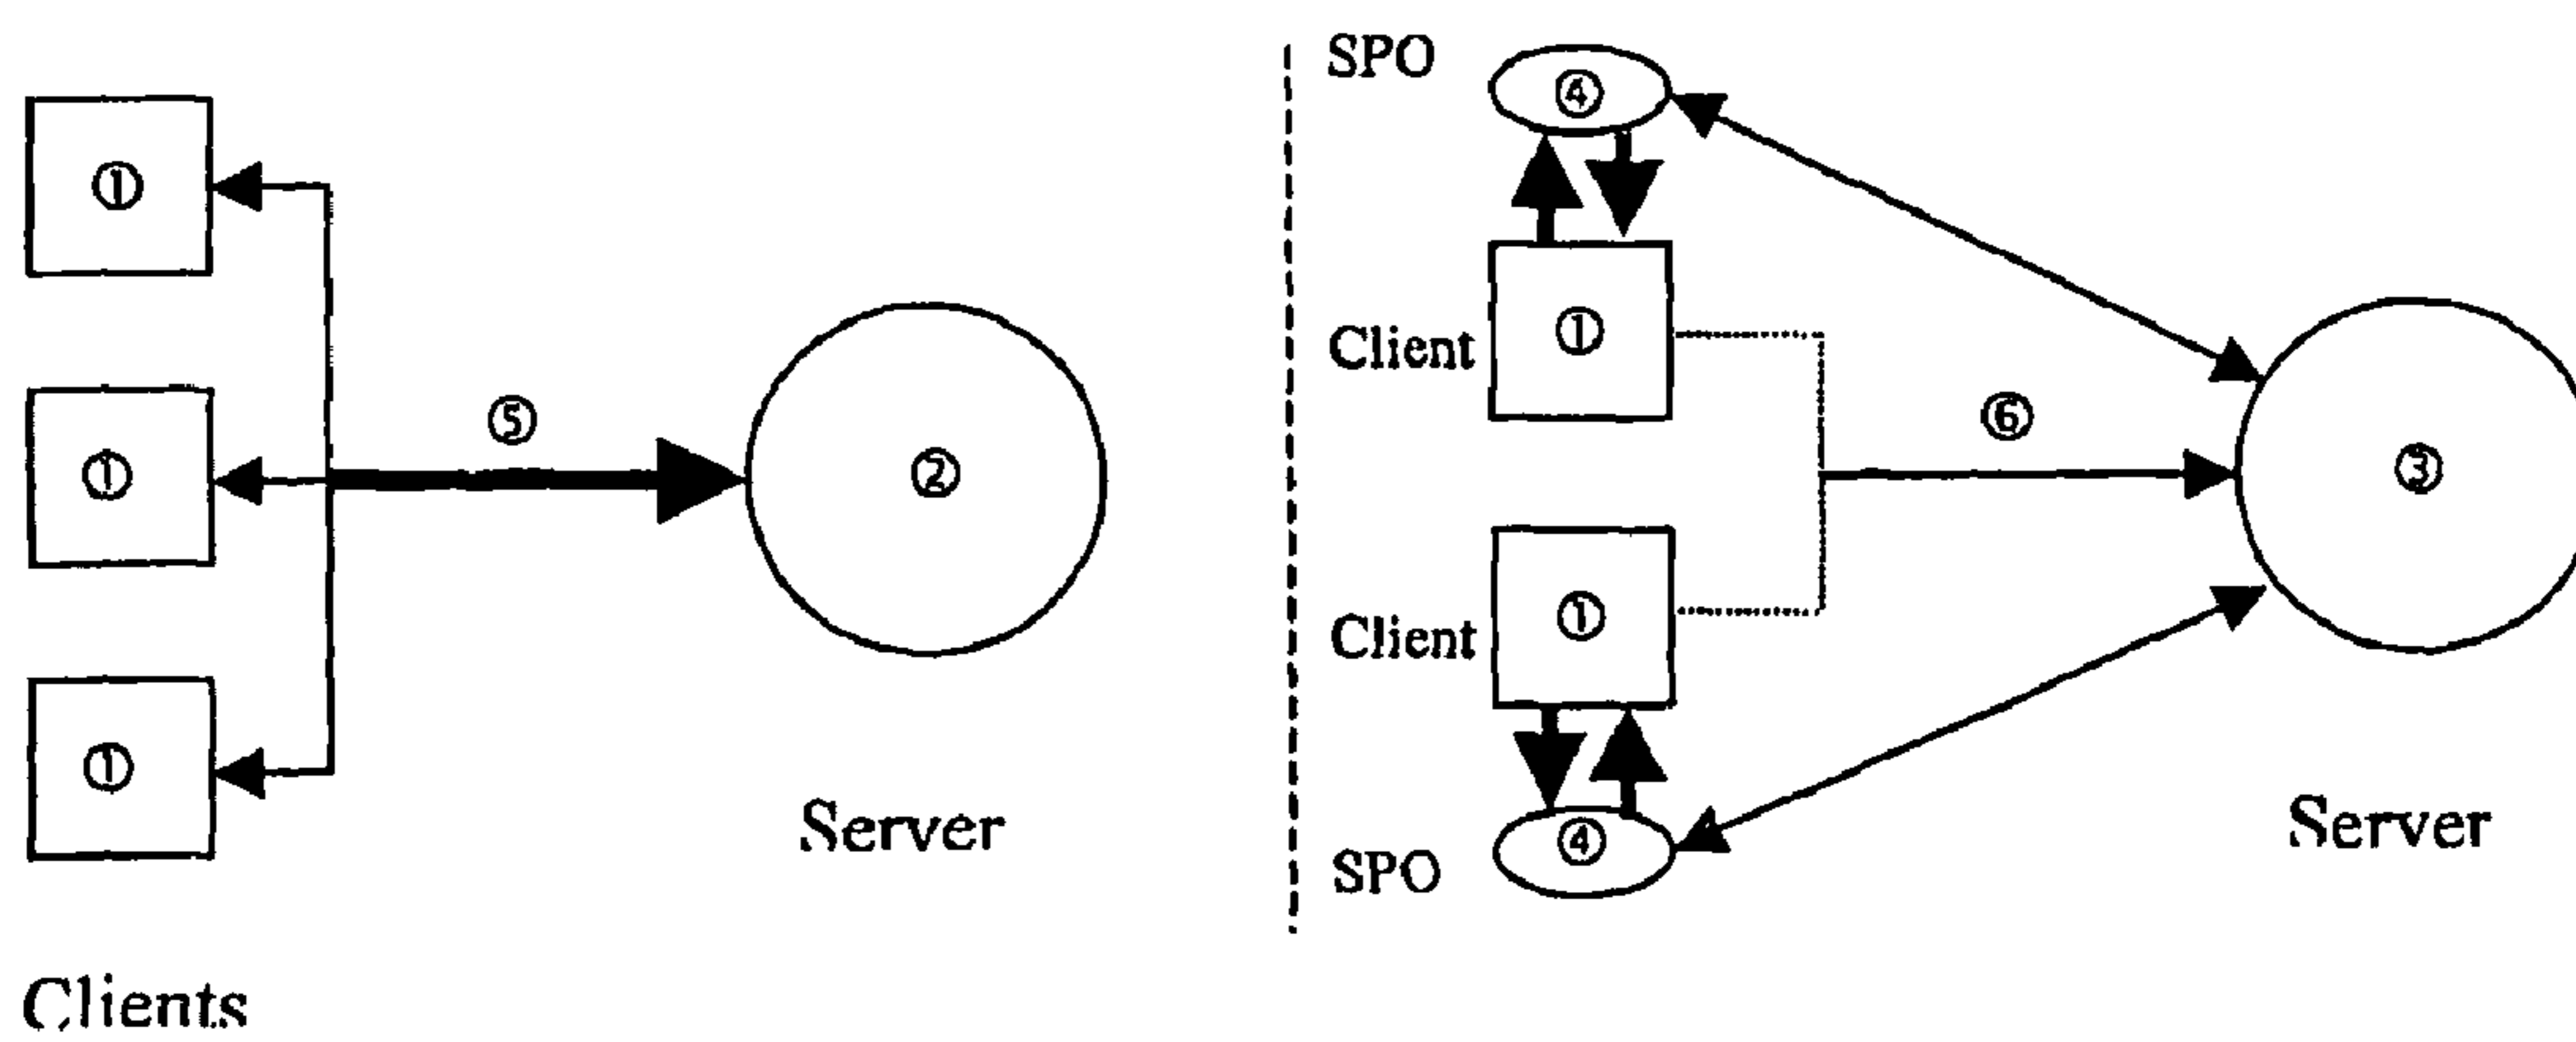 ①
①
①
⑤
②
Server
Clients
SPO
④
Client
①
⑥
③
Client
①
④
SPO
Server